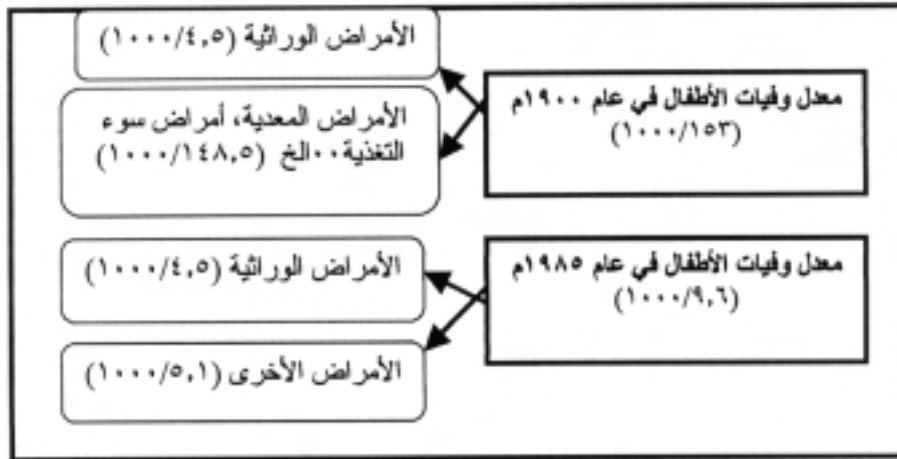 معدل وفيات الأطفال في عام ١٩٠٠م
(١٠٠٠/١٥٣)
الأمراض الوراثية (١٠٠٠/٤,٥)
الأمراض المعدية، أمراض سوء
التغذية٠٠الخ (١٠٠٠/١٤٨,٥)
معدل وفيات الأطفال في عام ١٩٨٥م
(١٠٠٠/٩,٦)
الأمراض الوراثية (١٠٠٠/٤,٥)
الأمراض الأخرى (١٠٠٠/٥,١)